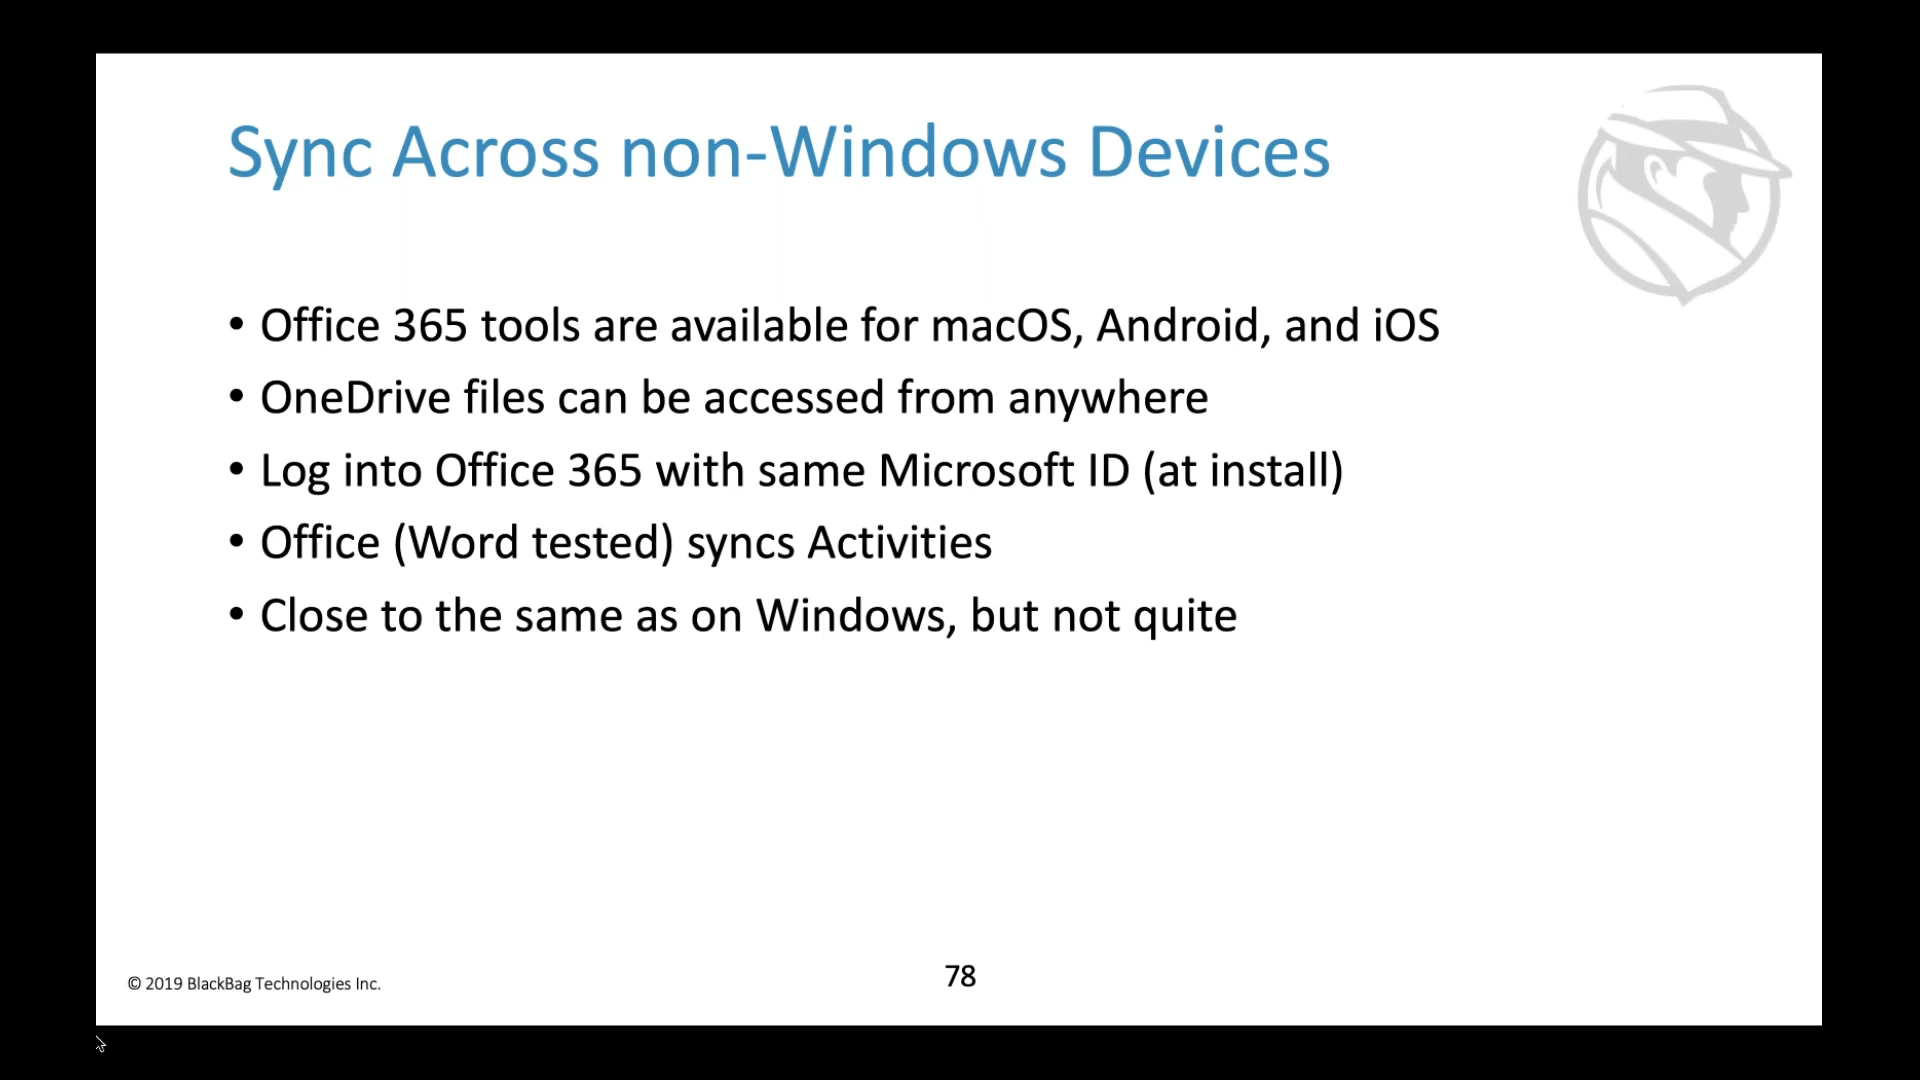 Sync Across non-Windows Devices
• Office 365 tools are available for macOS, Android, and iOS
• OneDrive files can be accessed from anywhere
• Log into Office 365 with same Microsoft ID (at install)
• Office (Word tested) syncs Activities
• Close to the same as on Windows, but not quite
© 2019 BlackBag Technologies Inc.
78